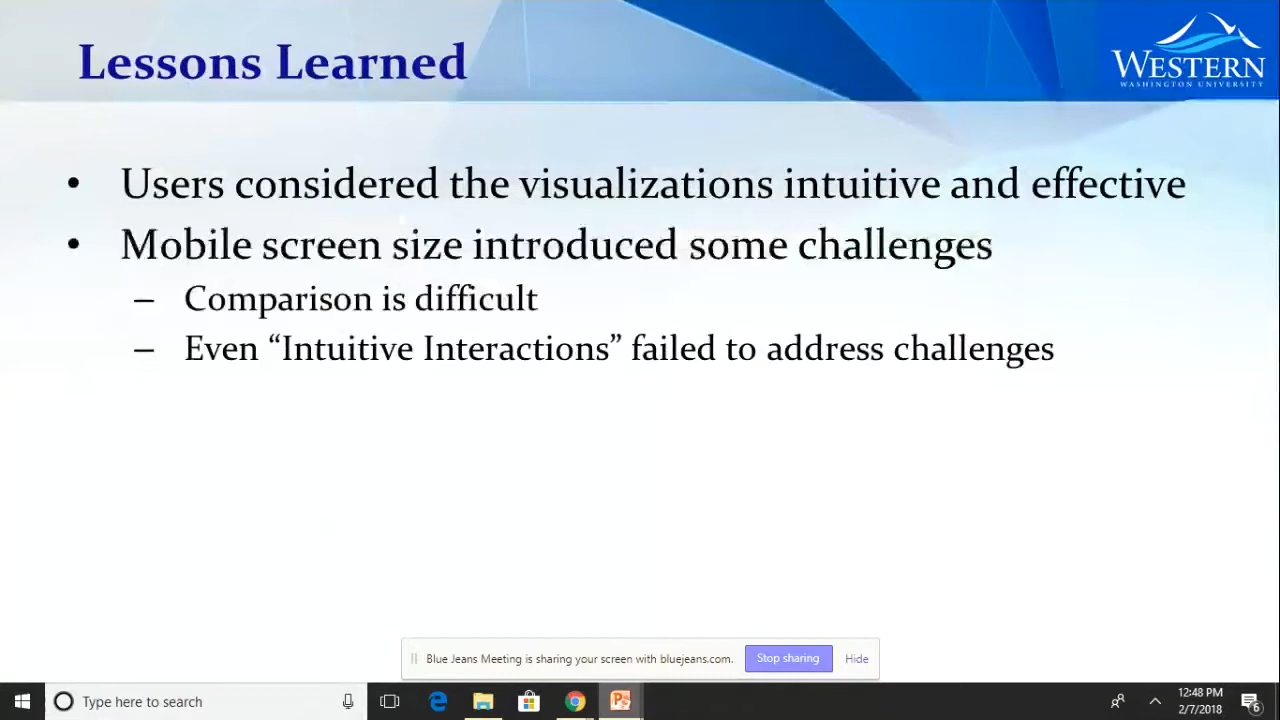 Lessons Learned
WESTERN
WASHINGTON UNIVERSITY
• Users considered the visualizations intuitive and effective
• Mobile screen size introduced some challenges
– Comparison is difficult
– Even “Intuitive Interactions” failed to address challenges
Blue Jeans Meeting is sharing your screen with bluejeans.com. Stop sharing Hide
Type here to search
12:48 PM
2/7/2018
6